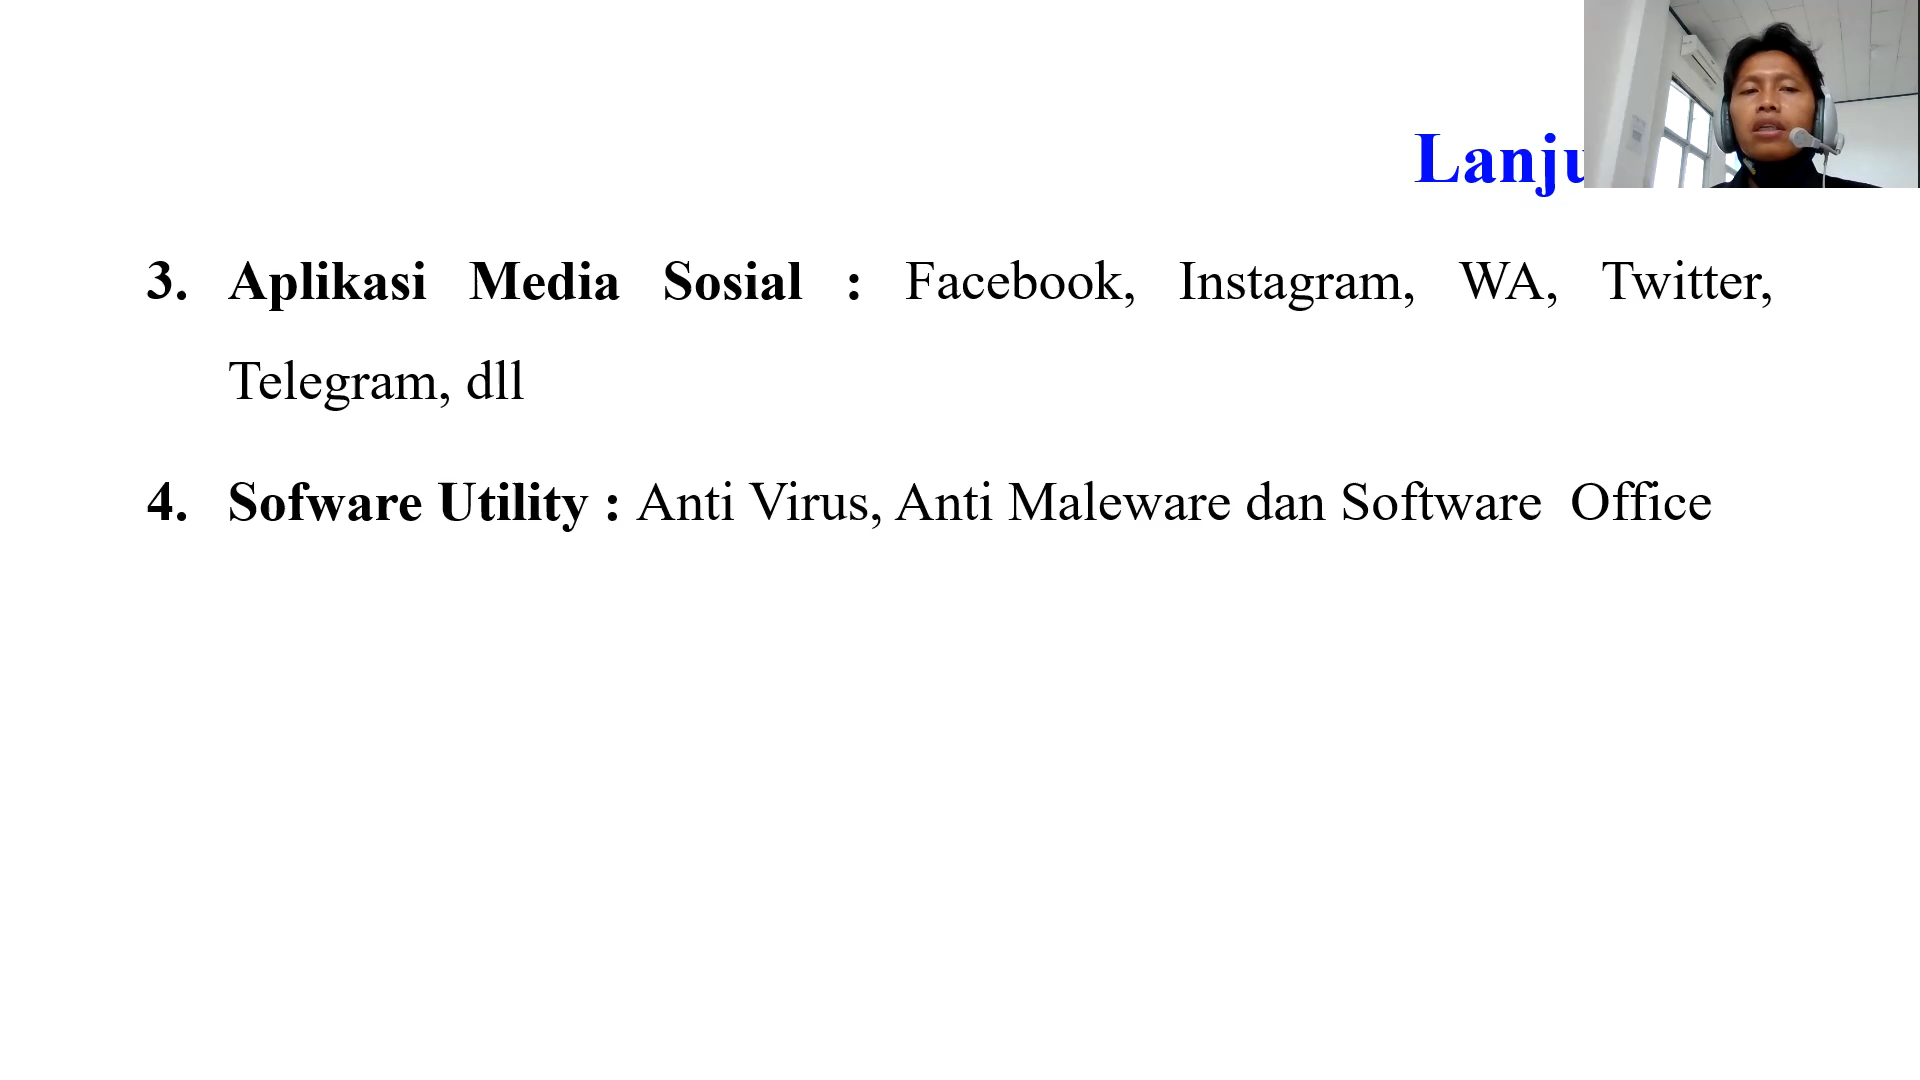 3. Aplikasi Media Sosial : Facebook, Instagram, WA, Twitter,
Telegram, dll
4. Sofware Utility : Anti Virus, Anti Maleware dan Software Office